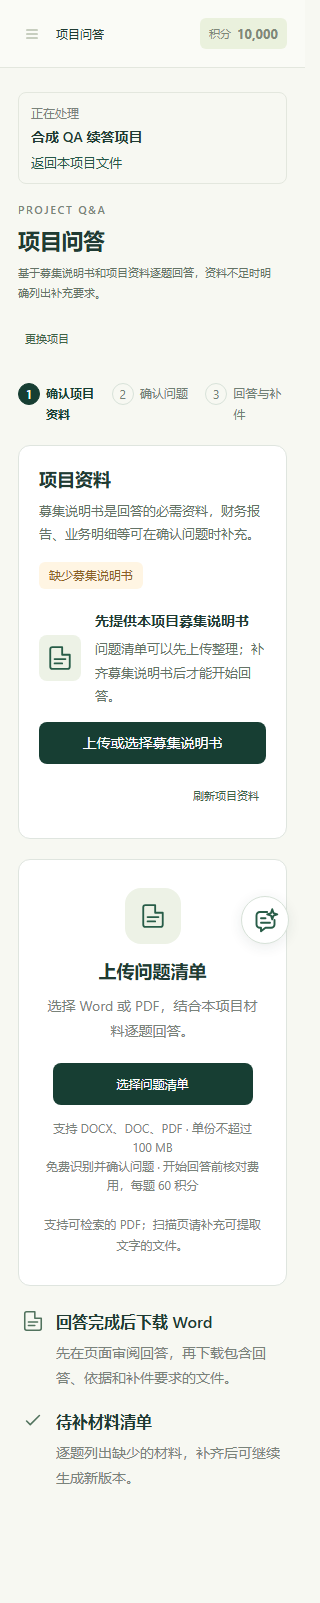 项目问答
积分 10,000
正在处理
合成 QA 续答项目
返回本项目文件
PROJECT Q&A
项目问答
基于募集说明书和项目资料逐题回答，资料不足时明
确列出补充要求。
更换项目
1 确认项目
资料
2 确认问题
3 回答与补
件
项目资料
募集说明书是回答的必需资料，财务报
告、业务明细等可在确认问题时补充。
缺少募集说明书
先提供本项目募集说明书
问题清单可以先上传整理；补
齐募集说明书后才能开始回
答。
上传或选择募集说明书
刷新项目资料
上传问题清单
选择 Word 或 PDF，结合本项目材
料逐题回答。
选择问题清单
支持 DOCX、DOC、PDF · 单份不超过
100 MB
免费识别并确认问题 · 开始回答前核对费
用，每题 60 积分
支持可检索的 PDF；扫描页请补充可提取
文字的文件。
回答完成后下载 Word
先在页面审阅回答，再下载包含回
答、依据和补件要求的文件。
待补材料清单
逐题列出缺少的材料，补齐后可继续
生成新版本。